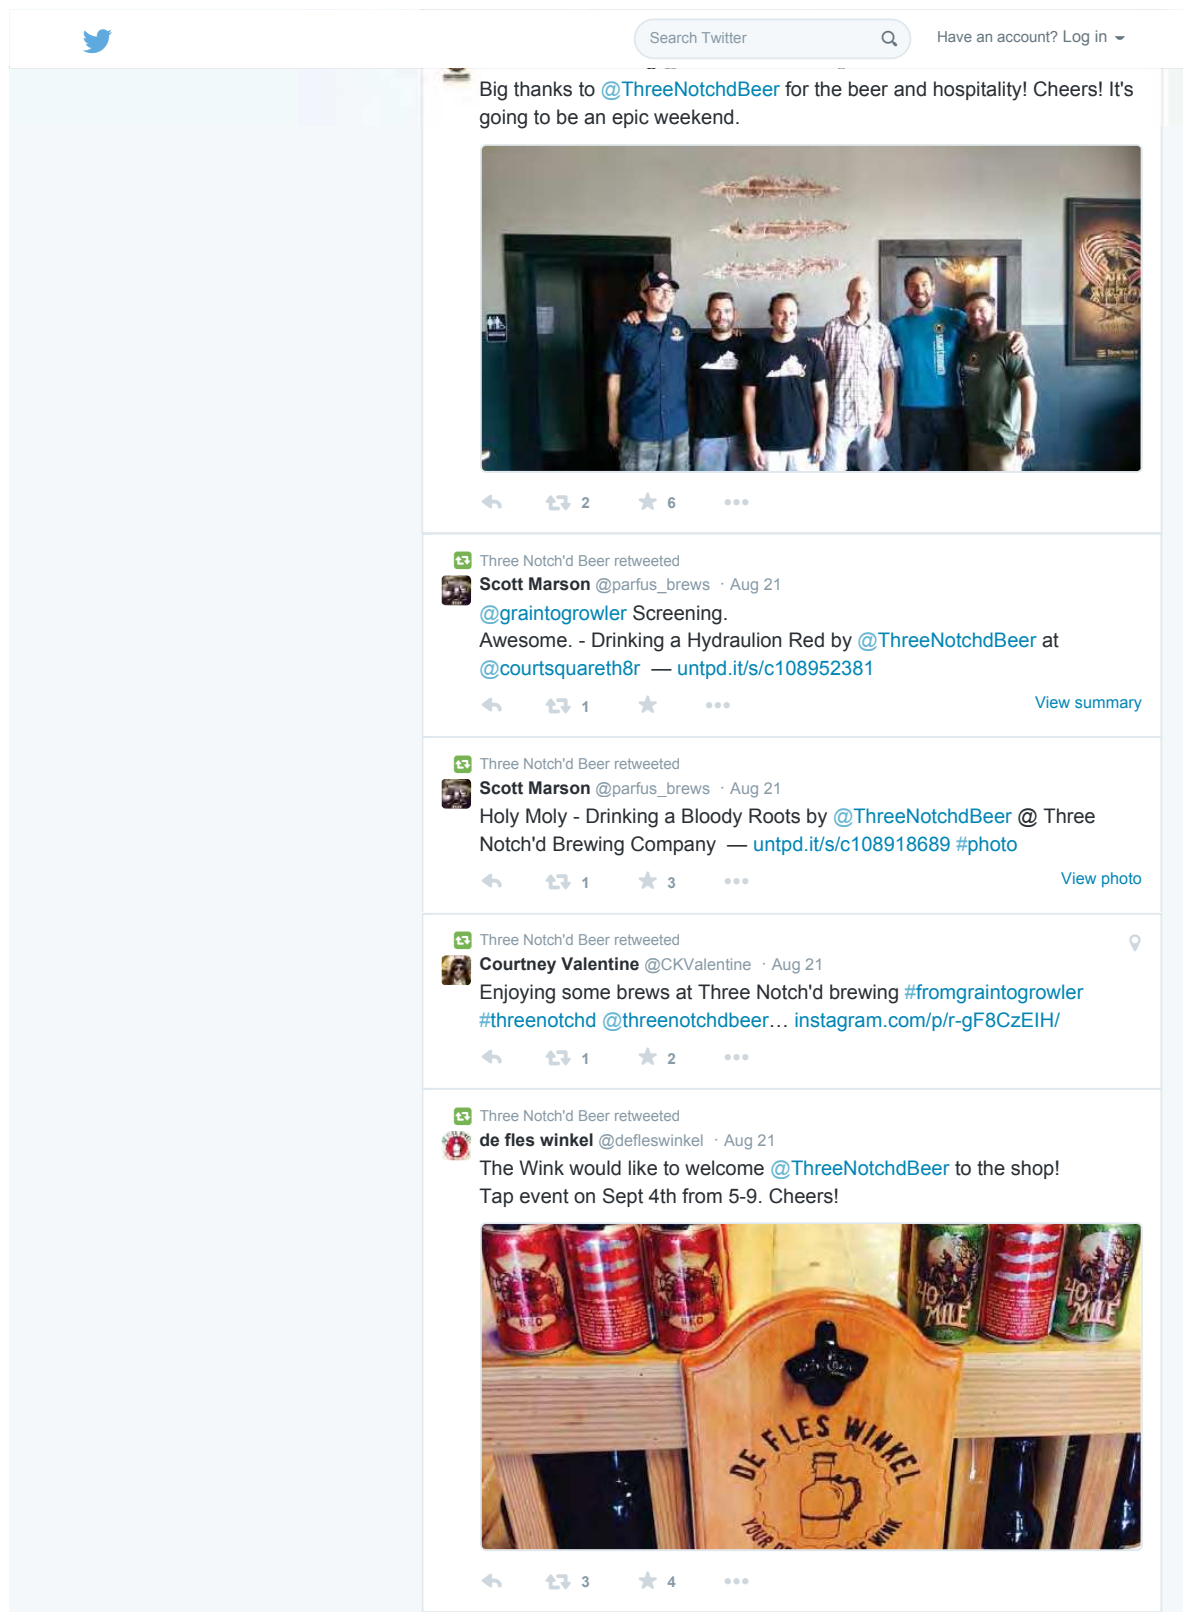 Search Twitter
Have an account? Log in
Big thanks to @ThreeNotchdBeer for the beer and hospitality! Cheers! It's
going to be an epic weekend.
2
6
Three Notch'd Beer retweeted
Scott Marson @parfus_brews · Aug 21
@graintogrowler Screening.
Awesome. - Drinking a Hydraulion Red by @ThreeNotchdBeer at
@courtsquareth8r — untpd.it/s/c108952381
1
View summary
Three Notch'd Beer retweeted
Scott Marson @parfus_brews · Aug 21
Holy Moly - Drinking a Bloody Roots by @ThreeNotchdBeer @ Three
Notch'd Brewing Company — untpd.it/s/c108918689 #photo
1
3
View photo
Three Notch'd Beer retweeted
Courtney Valentine @CKValentine · Aug 21
Enjoying some brews at Three Notch'd brewing #fromgraintogrowler
#threenotchd @threenotchdbeer… instagram.com/p/r-gF8CzEIH/
1
2
Three Notch'd Beer retweeted
de fles winkel @defleswinkel · Aug 21
The Wink would like to welcome @ThreeNotchdBeer to the shop!
Tap event on Sept 4th from 5-9. Cheers!
RED
RED
40 MILE
40 MILE
DE FLES WINKEL
YOUR
WINK
3
4